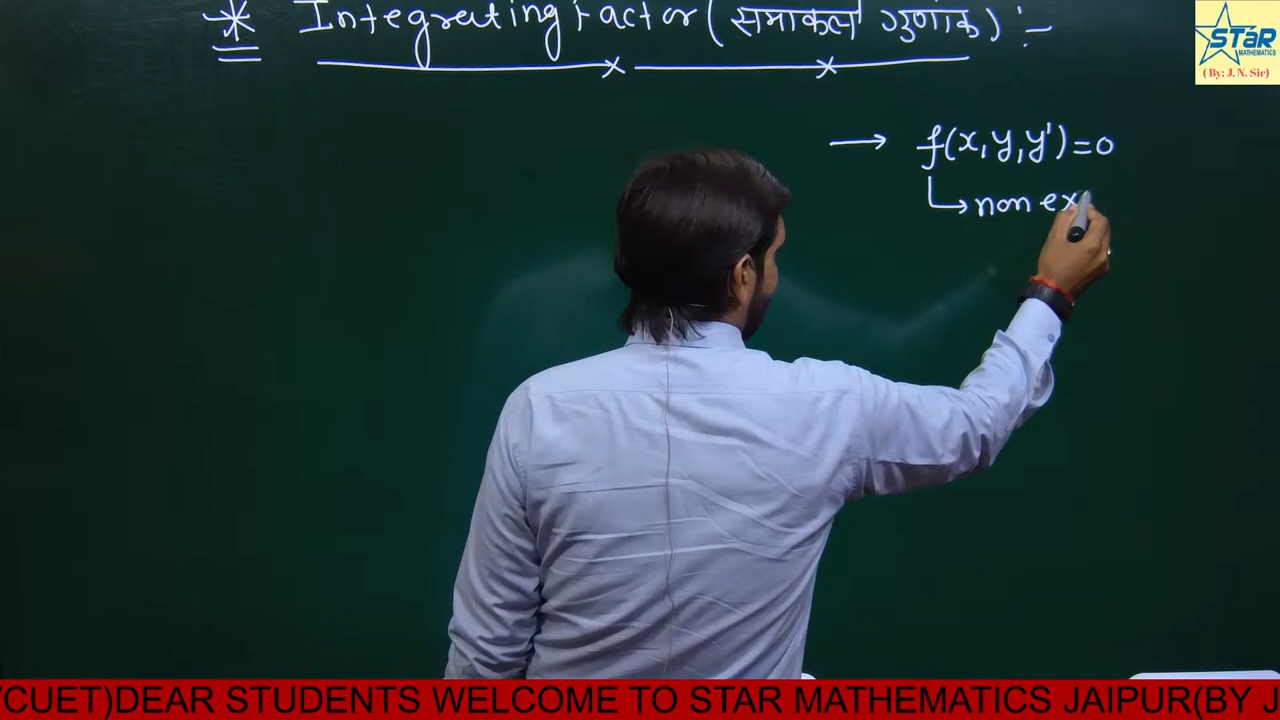 * Integrating Factor (समाकलन गुणांक) :-
STAR
MATHEMATICS
(By: J. N. Sir)
→ f(x, y, y') = 0
↳ non ex
/CUET)DEAR STUDENTS WELCOME TO STAR MATHEMATICS JAIPUR(BY J